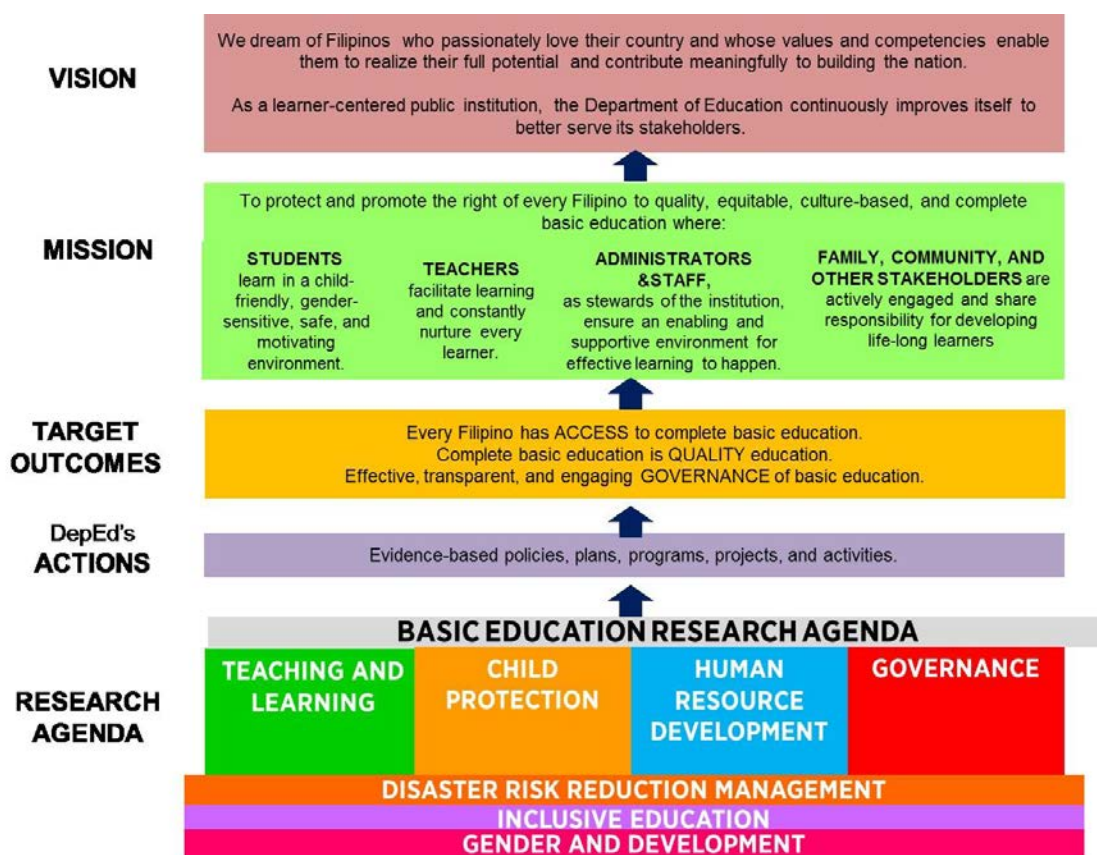 VISION
We dream of Filipinos who passionately love their country and whose values and competencies enable
them to realize their full potential and contribute meaningfully to building the nation.
As a learner-centered public institution, the Department of Education continuously improves itself to
better serve its stakeholders.
MISSION
To protect and promote the right of every Filipino to quality, equitable, culture-based, and complete
basic education where:
STUDENTS
learn in a child-
friendly, gender-
sensitive, safe, and
motivating
environment.
TEACHERS
facilitate learning
and constantly
nurture every
learner.
ADMINISTRATORS
&STAFF,
as stewards of the institution,
ensure an enabling and
supportive environment for
effective learning to happen.
FAMILY, COMMUNITY, AND
OTHER STAKEHOLDERS are
actively engaged and share
responsibility for developing
life-long learners
TARGET
OUTCOMES
Every Filipino has ACCESS to complete basic education.
Complete basic education is QUALITY education.
Effective, transparent, and engaging GOVERNANCE of basic education.
DepEd's
ACTIONS
Evidence-based policies, plans, programs, projects, and activities.
RESEARCH
AGENDA
BASIC EDUCATION RESEARCH AGENDA
TEACHING AND
LEARNING
CHILD
PROTECTION
HUMAN
RESOURCE
DEVELOPMENT
GOVERNANCE
DISASTER RISK REDUCTION MANAGEMENT
INCLUSIVE EDUCATION
GENDER AND DEVELOPMENT